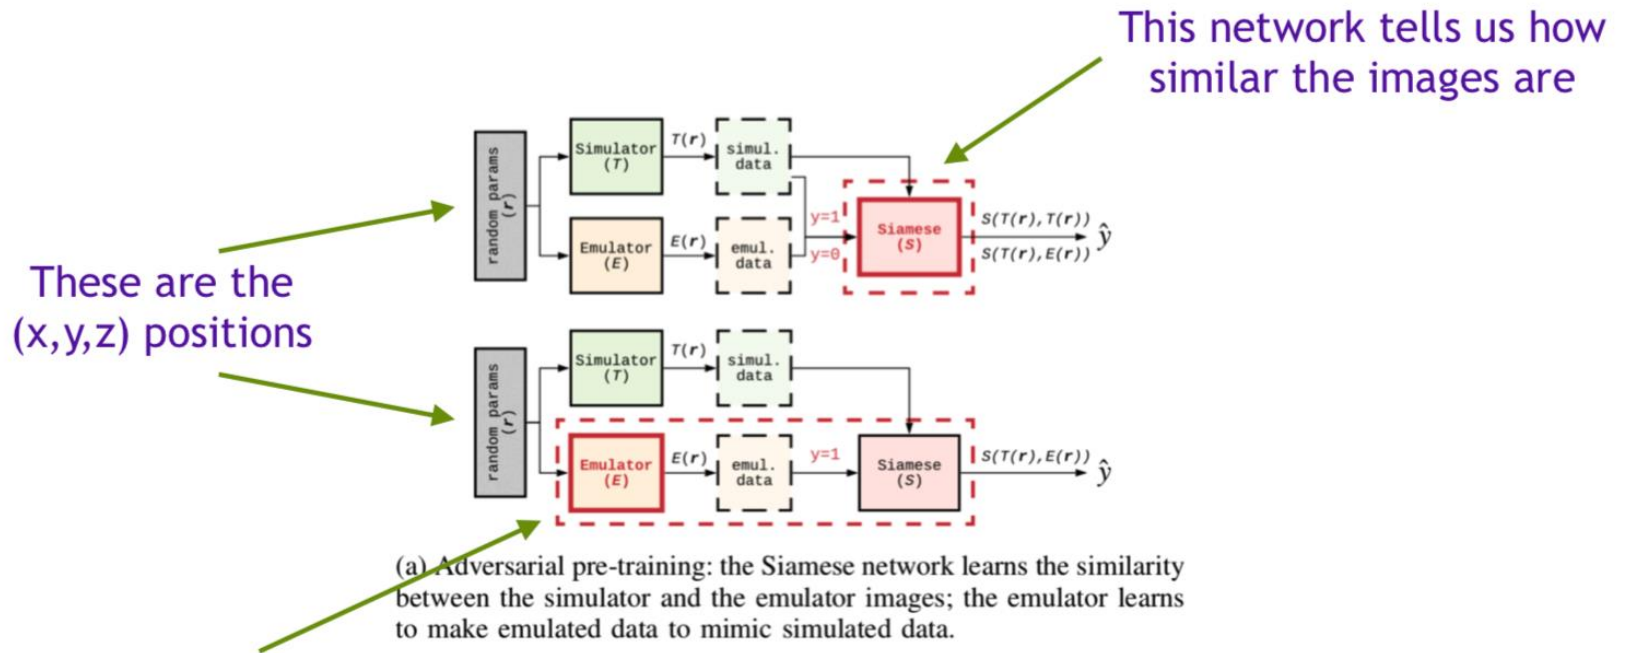 This network tells us how
similar the images are
These are the
(x,y,z) positions
random params
(r)
Simulator
(T)
T(r)
simul.
data
Emulator
(E)
E(r)
emul.
data
y=1
y=0
Siamese
(S)
S(T(r),T(r))
S(T(r),E(r))
ŷ
random params
(r)
Simulator
(T)
T(r)
simul.
data
Emulator
(E)
E(r)
emul.
data
y=1
Siamese
(S)
S(T(r),E(r))
ŷ
(a) Adversarial pre-training: the Siamese network learns the similarity
between the simulator and the emulator images; the emulator learns
to make emulated data to mimic simulated data.